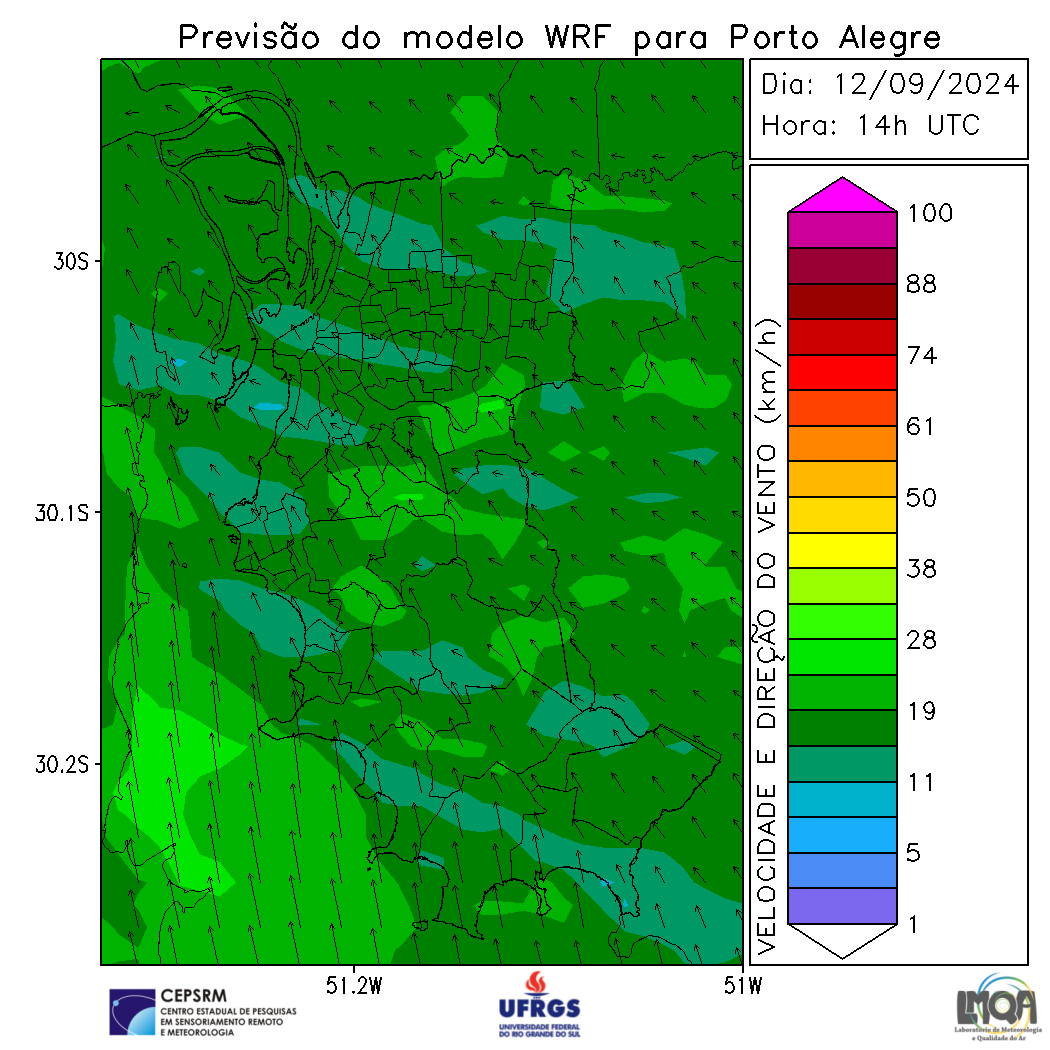 Previsão do modelo WRF para Porto Alegre
Dia: 12/09/2024
Hora: 14h UTC
30S
30.1S
30.2S
51.2W
51W
VELOCIDADE E DIREÇÃO DO VENTO (km/h)
100
88
74
61
50
38
28
19
11
5
1
CEPSRM
CENTRO ESTADUAL DE PESQUISAS
EM SENSORIAMENTO REMOTO
E METEOROLOGIA
UFRGS
UNIVERSIDADE FEDERAL
DO RIO GRANDE DO SUL
LMQA
Laboratório de Meteorologia
e Qualidade do Ar